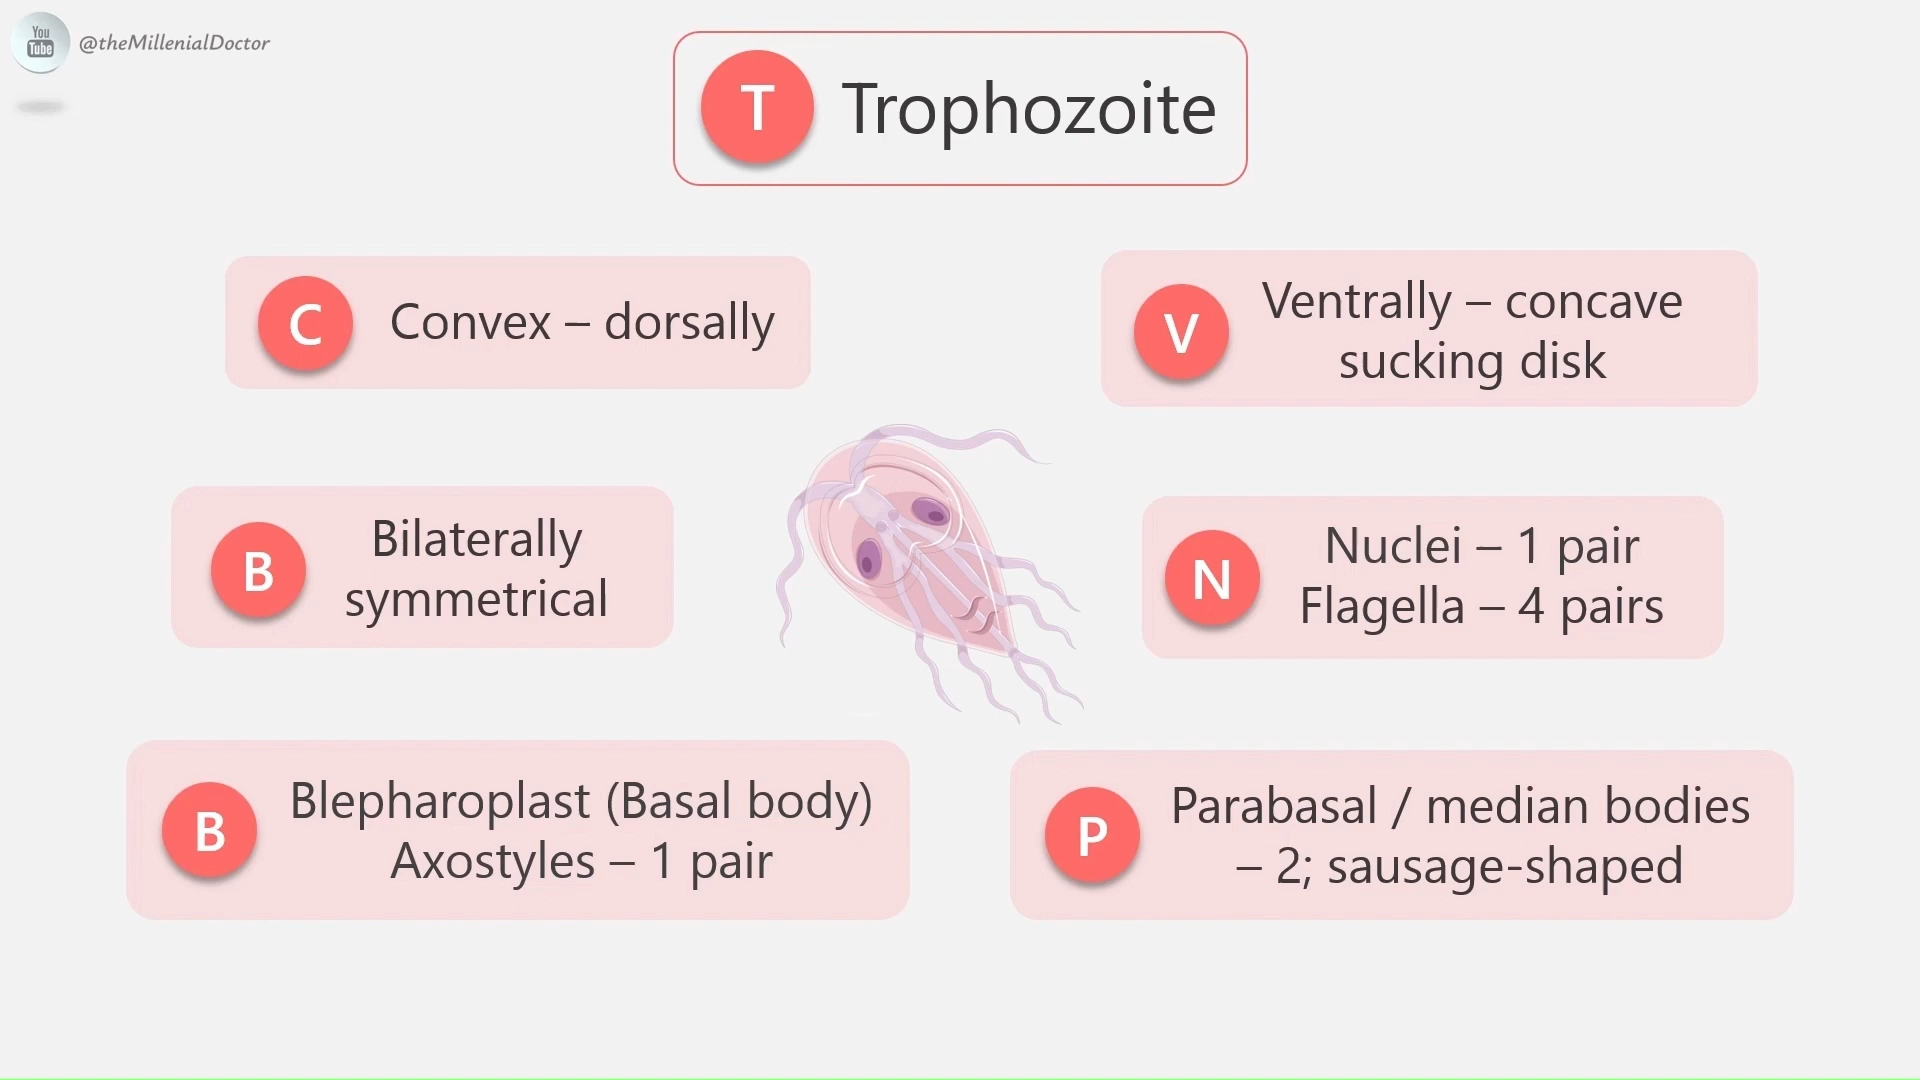 You
Tube
@theMillenialDoctor
T
Trophozoite
C
Convex – dorsally
V
Ventrally – concave
sucking disk
B
Bilaterally
symmetrical
N
Nuclei – 1 pair
Flagella – 4 pairs
B
Blepharoplast (Basal body)
Axostyles – 1 pair
P
Parabasal / median bodies
– 2; sausage-shaped